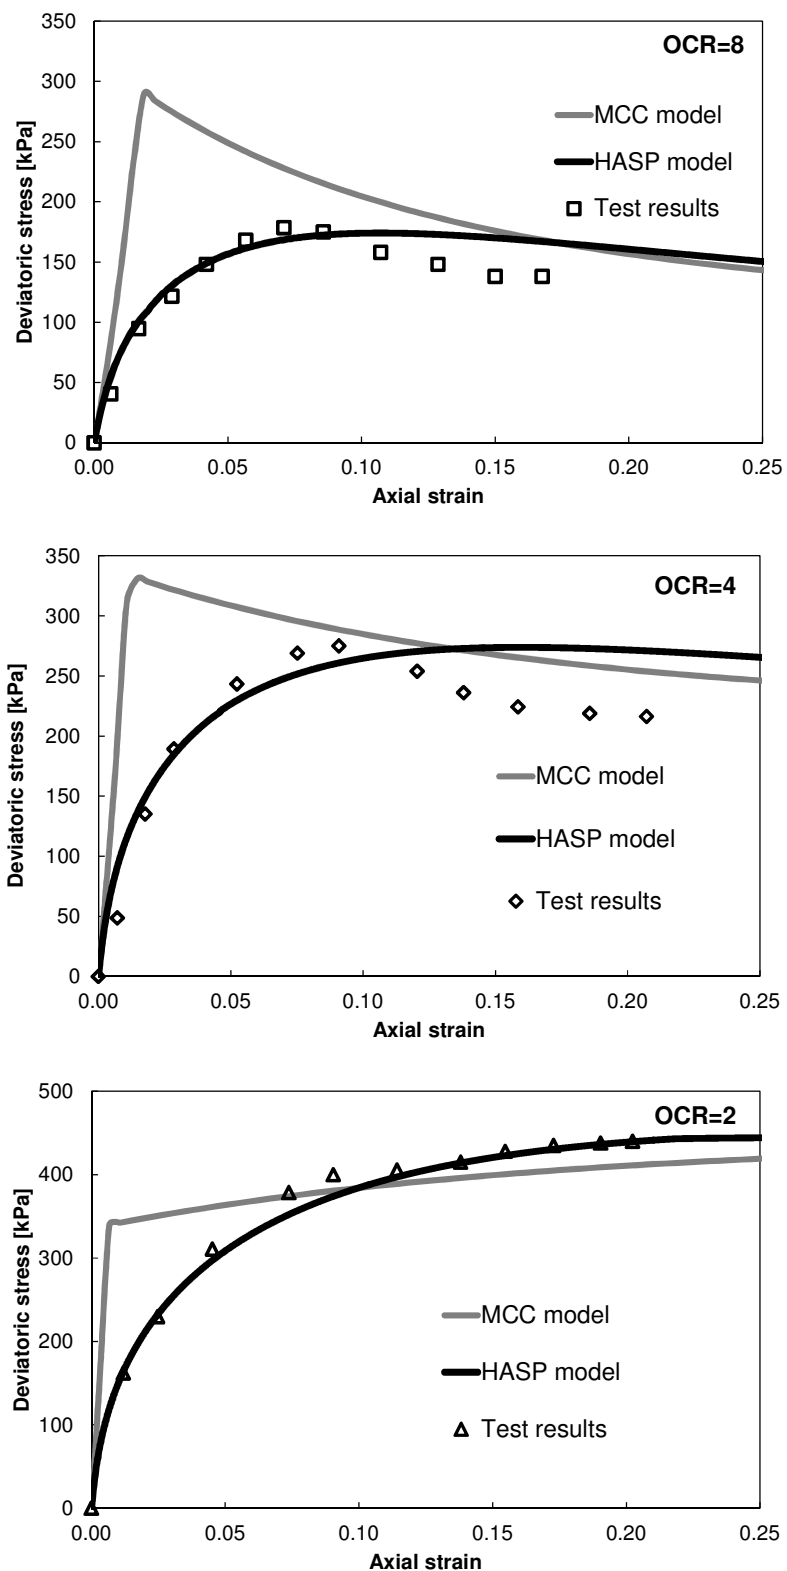 350
OCR=8
300
MCC model
250
HASP model
200
Test results
150
100
50
0
Deviatoric stress [kPa]
0.00 0.05 0.10 0.15 0.20 0.25
Axial strain
350
OCR=4
300
250
200
MCC model
150
HASP model
100
Test results
50
0
Deviatoric stress [kPa]
0.00 0.05 0.10 0.15 0.20 0.25
Axial strain
500
OCR=2
400
300
MCC model
200
HASP model
100
Test results
0
Deviatoric stress [kPa]
0.00 0.05 0.10 0.15 0.20 0.25
Axial strain